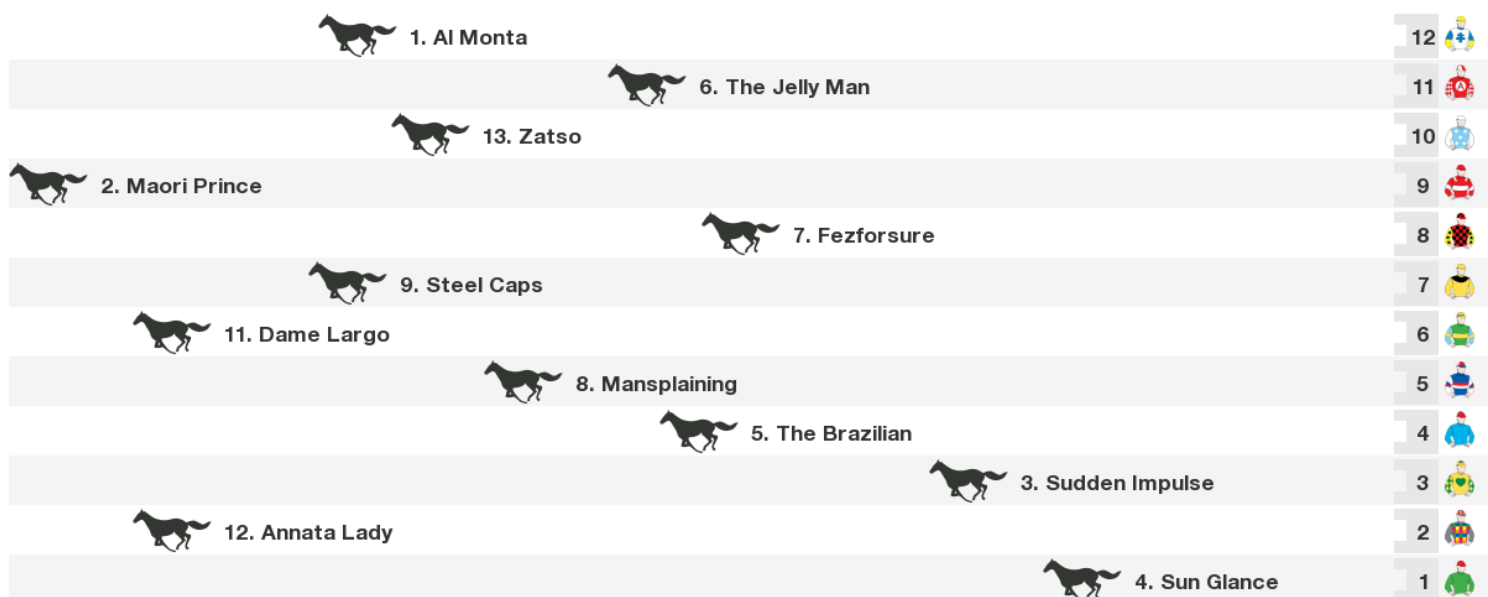 1. Al Monta 12
6. The Jelly Man 11
A
13. Zatso 10
2. Maori Prince 9
7. Fezforsure 8
9. Steel Caps 7
11. Dame Largo 6
8. Mansplaining 5
5. The Brazilian 4
3. Sudden Impulse 3
12. Annata Lady 2
4. Sun Glance 1